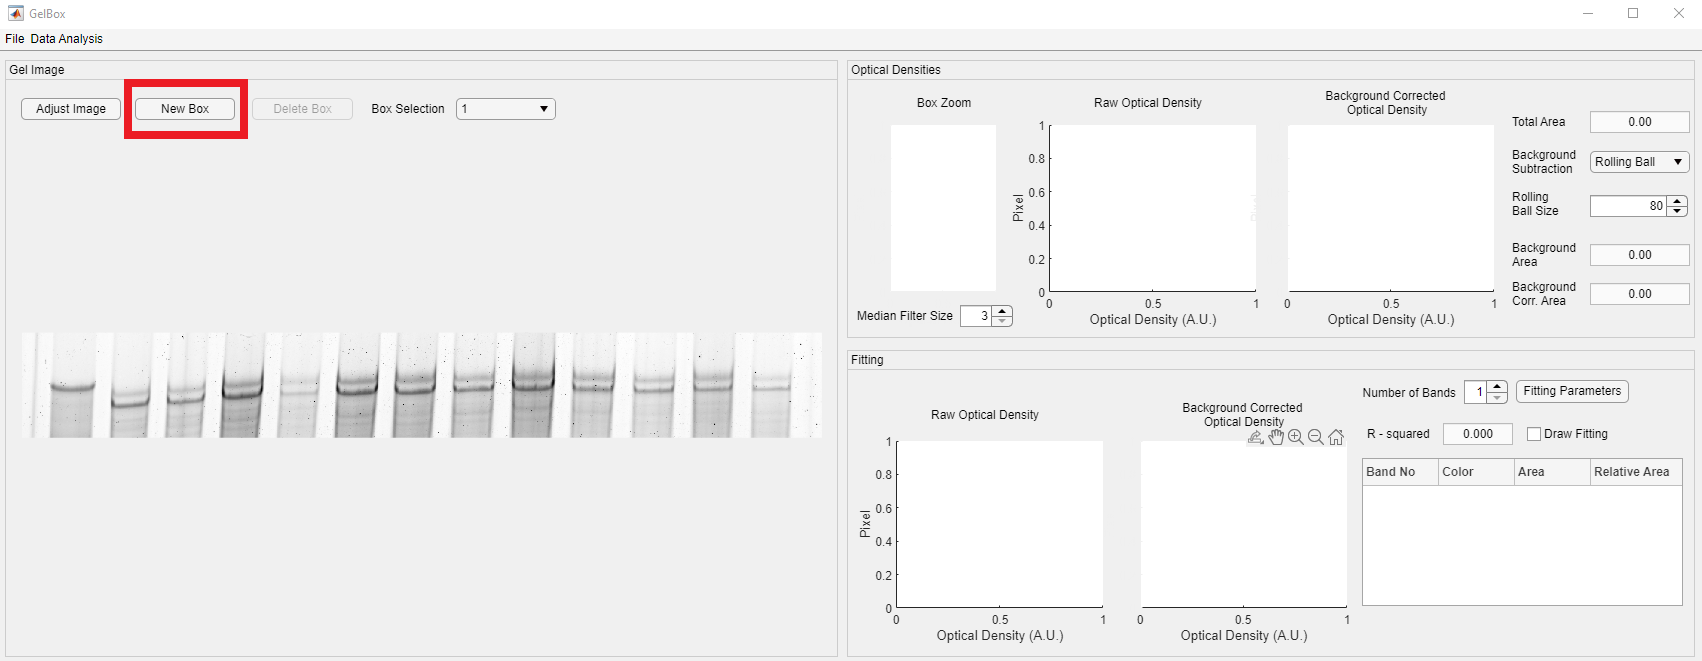 GelBox
File Data Analysis
Gel Image
Adjust Image New Box Delete Box Box Selection 1
Optical Densities
Box Zoom
Raw Optical Density
Background Corrected
Optical Density
1
0.8
0.6
0.4
0.2
0
Pixel
0 0.5 1
Optical Density (A.U.)
0 0.5 1
Optical Density (A.U.)
Median Filter Size 3
Total Area 0.00
Background
Subtraction
Rolling Ball
Rolling
Ball Size
80
Background
Area
0.00
Background
Corr. Area
0.00
Fitting
Raw Optical Density
Background Corrected
Optical Density
1
0.8
0.6
0.4
0.2
0
Pixel
0 0.5 1
Optical Density (A.U.)
0 0.5 1
Optical Density (A.U.)
Number of Bands 1 Fitting Parameters
R - squared 0.000 Draw Fitting
Band No Color Area Relative Area